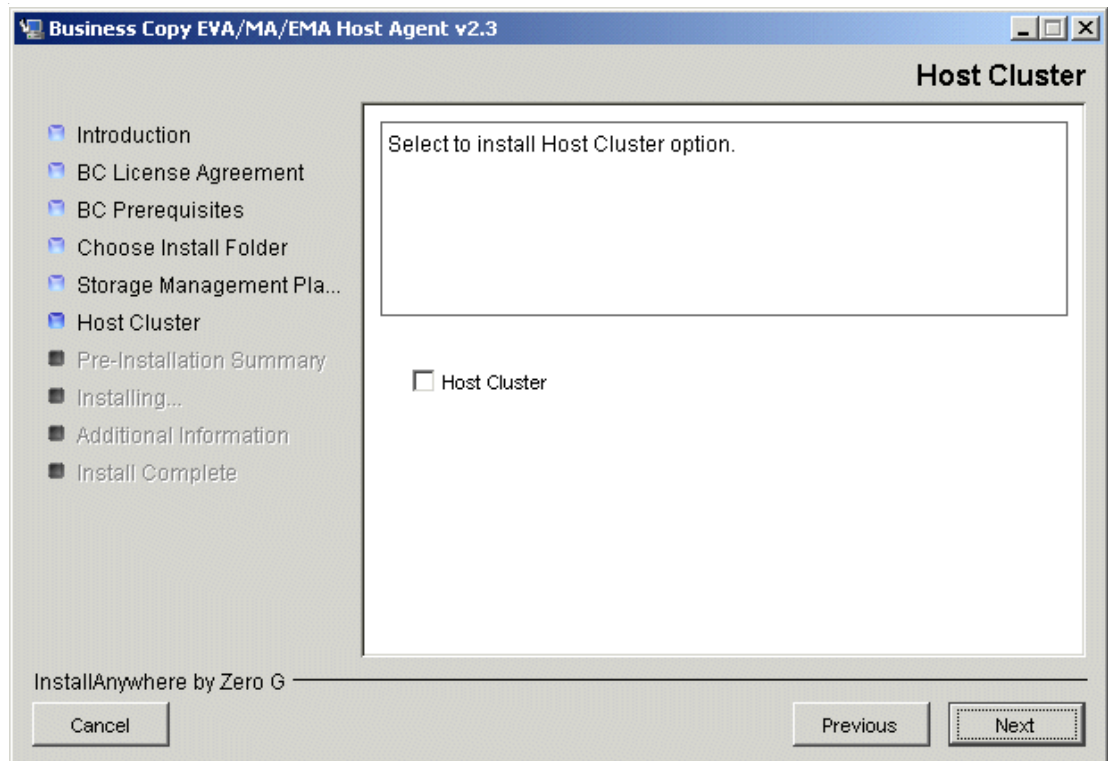 Business Copy EVA/MA/EMA Host Agent v2.3
Host Cluster
Introduction
BC License Agreement
BC Prerequisites
Choose Install Folder
Storage Management Pla...
Host Cluster
Pre-Installation Summary
Installing...
Additional Information
Install Complete
Select to install Host Cluster option.
Host Cluster
InstallAnywhere by Zero G
Cancel
Previous
Next